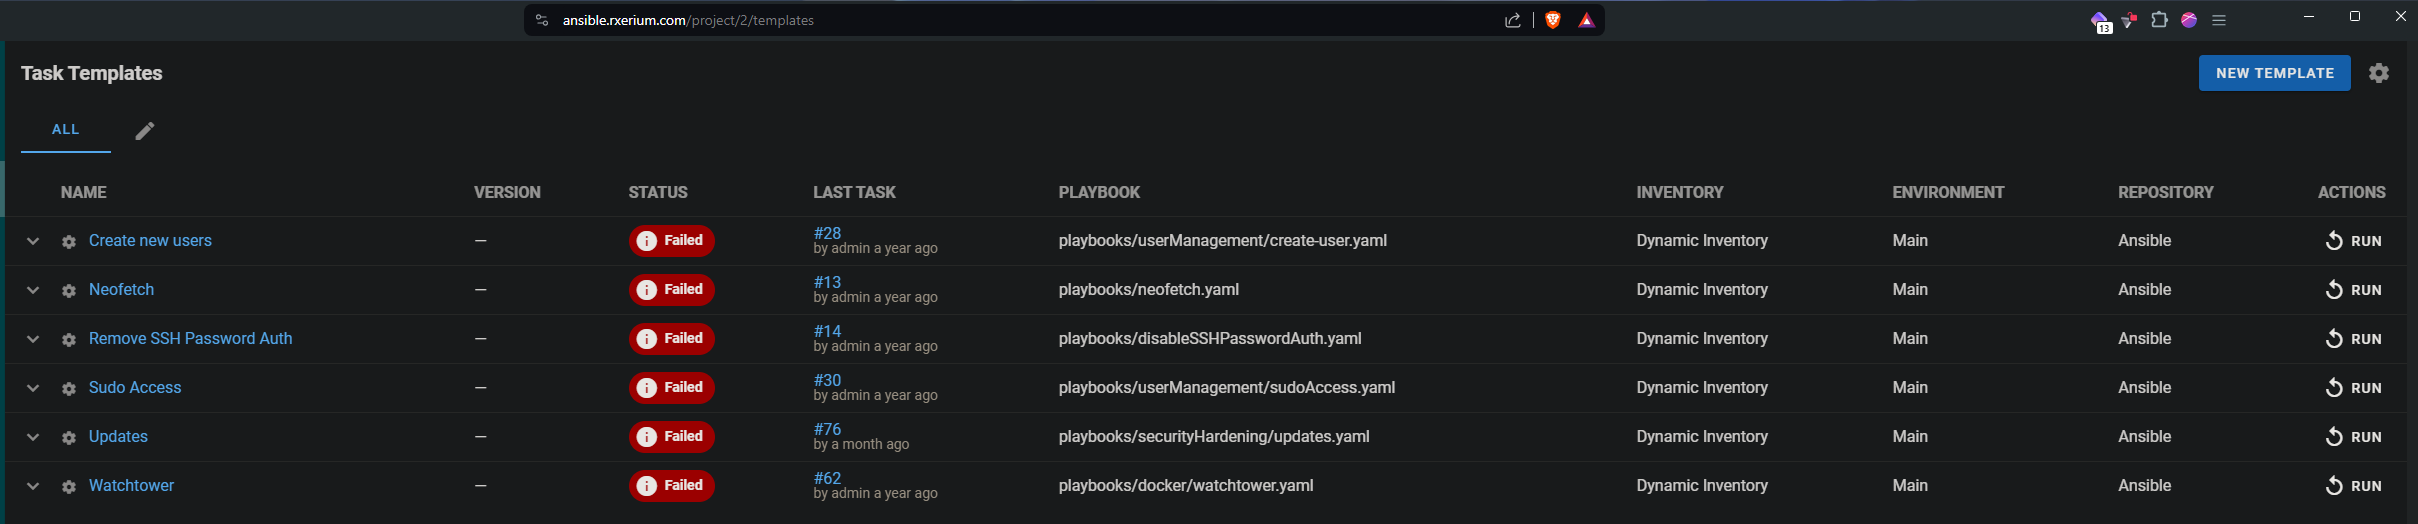 ansible.rxerium.com/project/2/templates
13
Task Templates
NEW TEMPLATE
ALL
NAME VERSION STATUS LAST TASK PLAYBOOK INVENTORY ENVIRONMENT REPOSITORY ACTIONS
Create new users — Failed #28 playbooks/userManagement/create-user.yaml Dynamic Inventory Main Ansible RUN
by admin a year ago
Neofetch — Failed #13 playbooks/neofetch.yaml Dynamic Inventory Main Ansible RUN
by admin a year ago
Remove SSH Password Auth — Failed #14 playbooks/disableSSHPasswordAuth.yaml Dynamic Inventory Main Ansible RUN
by admin a year ago
Sudo Access — Failed #30 playbooks/userManagement/sudoAccess.yaml Dynamic Inventory Main Ansible RUN
by admin a year ago
Updates — Failed #76 playbooks/securityHardening/updates.yaml Dynamic Inventory Main Ansible RUN
by a month ago
Watchtower — Failed #62 playbooks/docker/watchtower.yaml Dynamic Inventory Main Ansible RUN
by admin a year ago